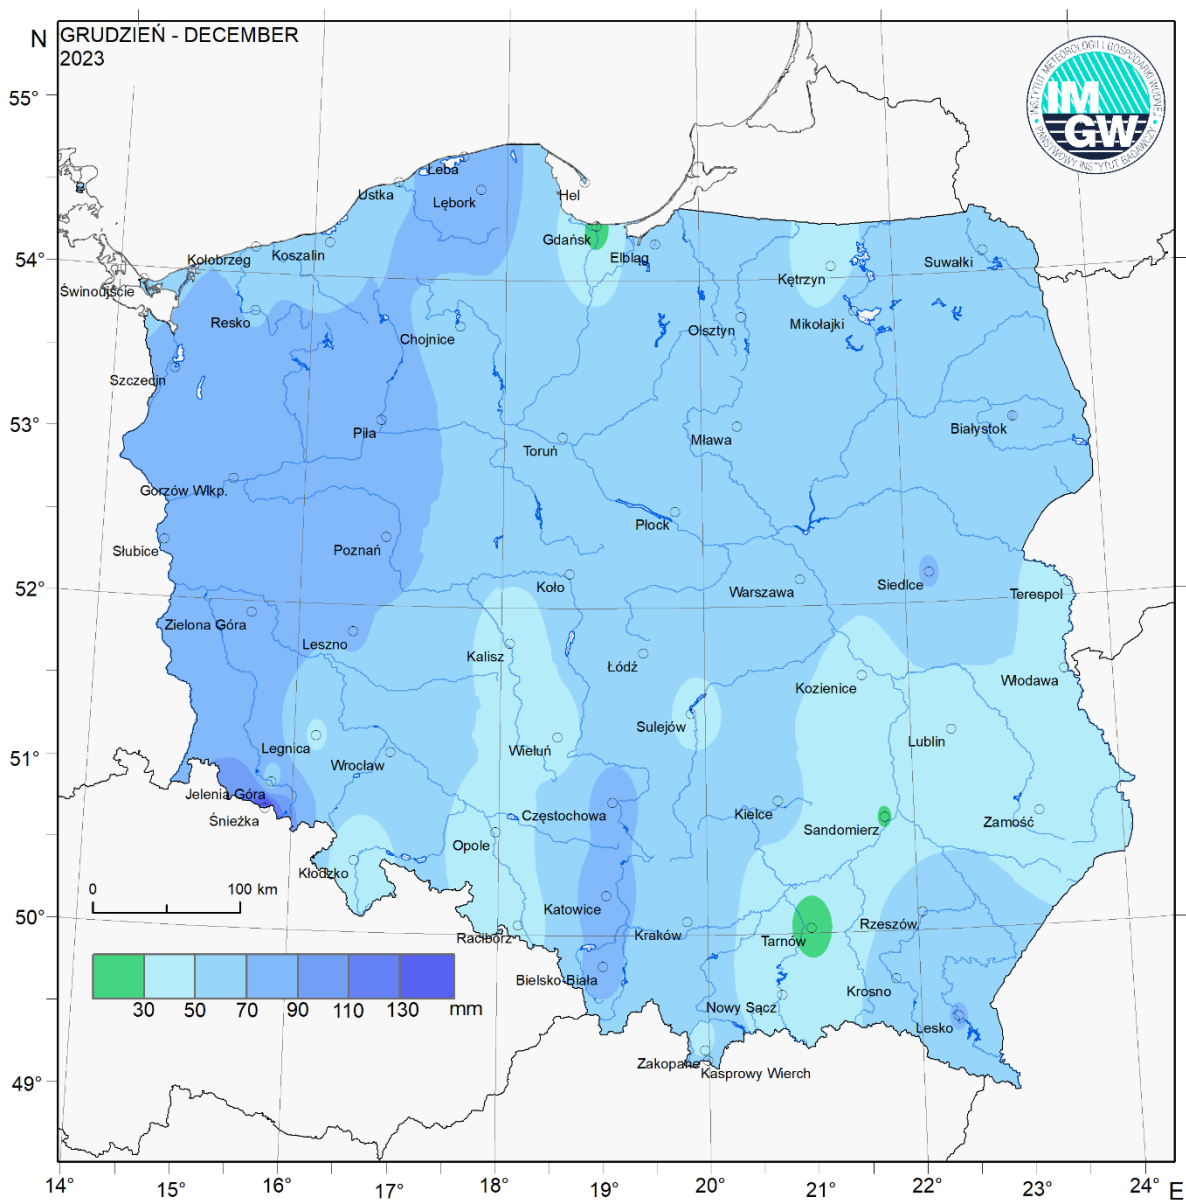 GRUDZIEŃ - DECEMBER
2023
N
INSTYTUT METEOROLOGII I GOSPODARKI WODNEJ
IM
GW
PAŃSTWOWY INSTYTUT BADAWCZY
55°
Łeba
Ustka
Hel
Lębork
Gdańsk
Koszalin
Kołobrzeg
Elbląg
54°
Suwałki
Kętrzyn
Świnoujście
Resko
Mikołajki
Olsztyn
Chojnice
Szczecin
53°
Piła
Białystok
Mława
Toruń
Gorzów Wlkp.
Płock
Słubice
Poznań
Siedlce
52°
Koło
Warszawa
Terespol
Zielona Góra
Leszno
Kalisz
Łódź
Włodawa
Kozienice
Sulejów
Lublin
Legnica
Wieluń
51°
Wrocław
Jelenia Góra
Częstochowa
Kielce
Śnieżka
Zamość
Sandomierz
Opole
Kłodzko
0 100 km
Katowice
50°
Rzeszów
Kraków
Racibórz
Tarnów
Bielsko-Biała
Krosno
30 50 70 90 110 130 mm
Nowy Sącz
Lesko
Zakopane
Kasprowy Wierch
49°
14° 15° 16° 17° 18° 19° 20° 21° 22° 23° 24° E